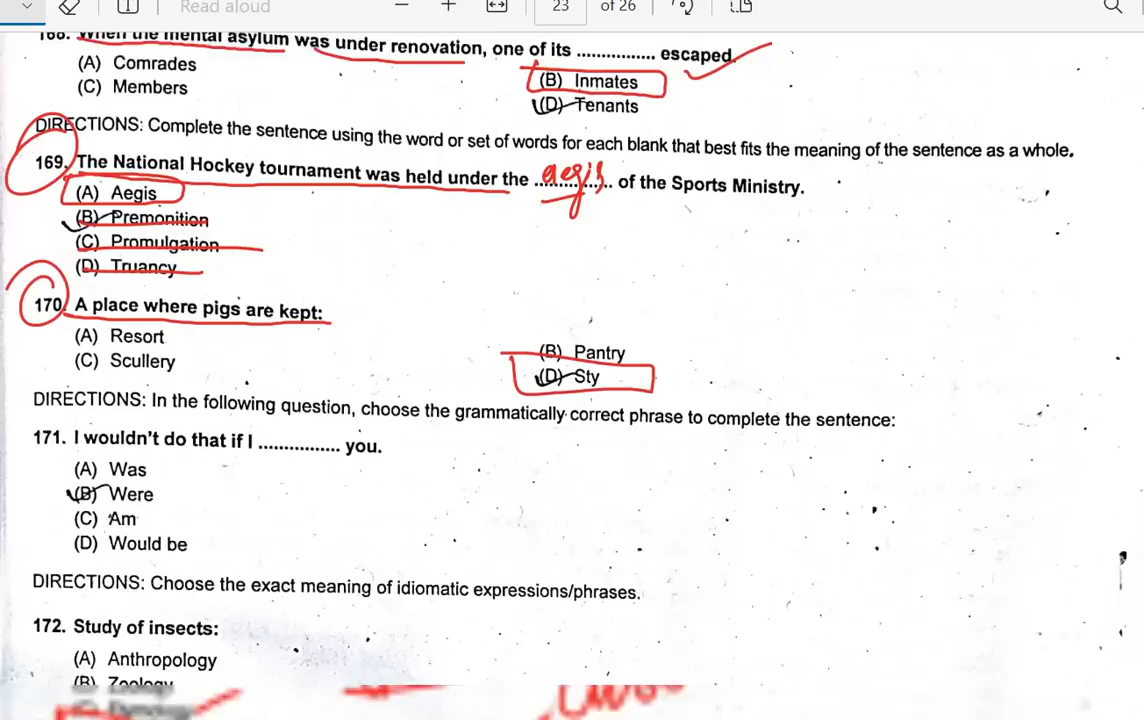 Read aloud
23 of 26
168. When the mental asylum was under renovation, one of its ............... escaped.
(A) Comrades
(B) Inmates
(C) Members
(D) Tenants
DIRECTIONS: Complete the sentence using the word or set of words for each blank that best fits the meaning of the sentence as a whole.
169. The National Hockey tournament was held under the ............... of the Sports Ministry.
aegis
(A) Aegis
(B) Premonition
(C) Promulgation
(D) Truancy
170. A place where pigs are kept:
(A) Resort
(B) Pantry
(C) Scullery
(D) Sty
DIRECTIONS: In the following question, choose the grammatically correct phrase to complete the sentence:
171. I wouldn't do that if I ................ you.
(A) Was
(B) Were
(C) Am
(D) Would be
DIRECTIONS: Choose the exact meaning of idiomatic expressions/phrases.
172. Study of insects:
(A) Anthropology
(B) Zoology